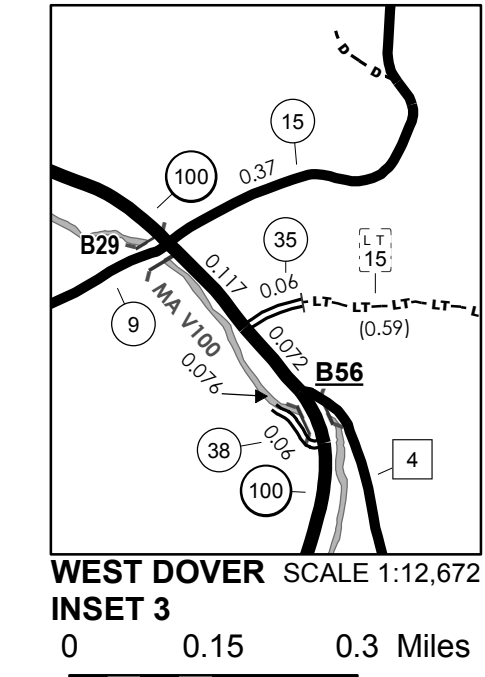 D
D
15
100
0.37
35
LT
15
B29
0.117
0.06
LT LT LT L
(0.59)
9
MA V100
0.072
B56
0.076
38
0.06
4
100
WEST DOVER SCALE 1:12,672
INSET 3
0 0.15 0.3 Miles